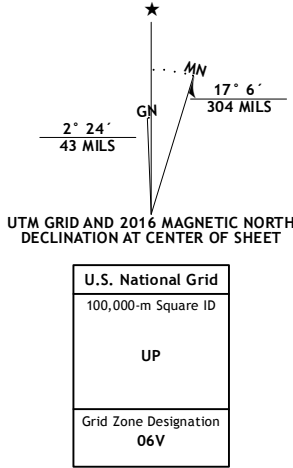 MN
17° 6´
304 MILS
GN
2° 24´
43 MILS
UTM GRID AND 2016 MAGNETIC NORTH
DECLINATION AT CENTER OF SHEET
U.S. National Grid
100,000-m Square ID
UP
Grid Zone Designation
06V